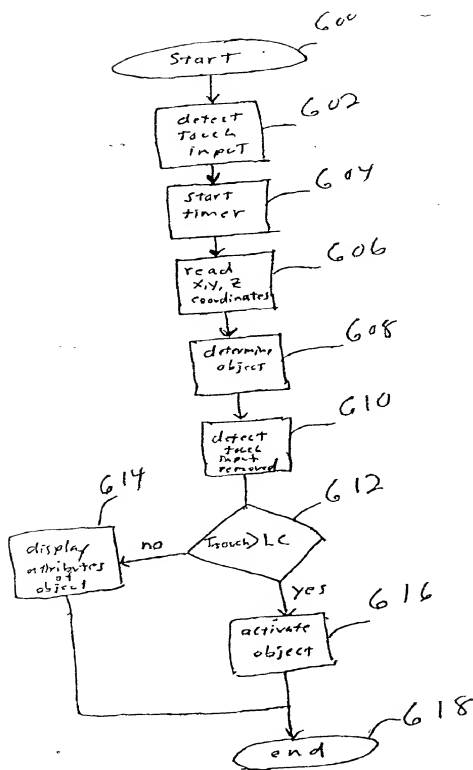 600
start
602
detect
touch
input
604
start
timer
606
read
x,y, z
coordinates
608
determine
object
610
detect
touch
input
removed
612
Ttouch>LC
614
no
display
attributes
of
object
yes
616
activate
object
618
end